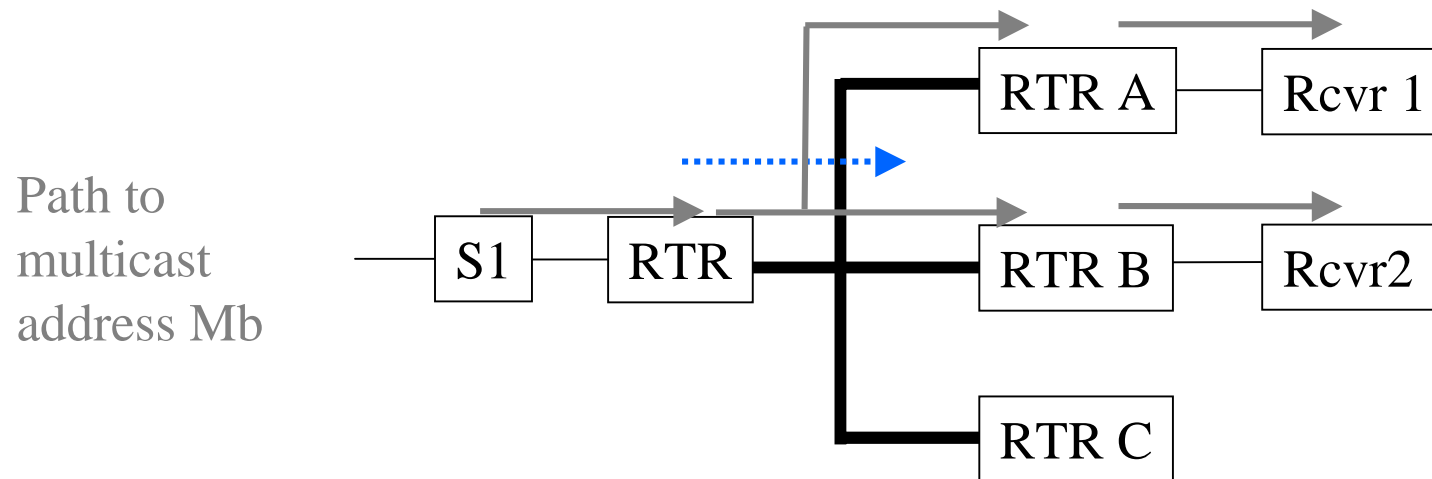 RTR A
Rcvr 1
Path to
multicast
address Mb
S1
RTR
RTR B
Rcvr2
RTR C